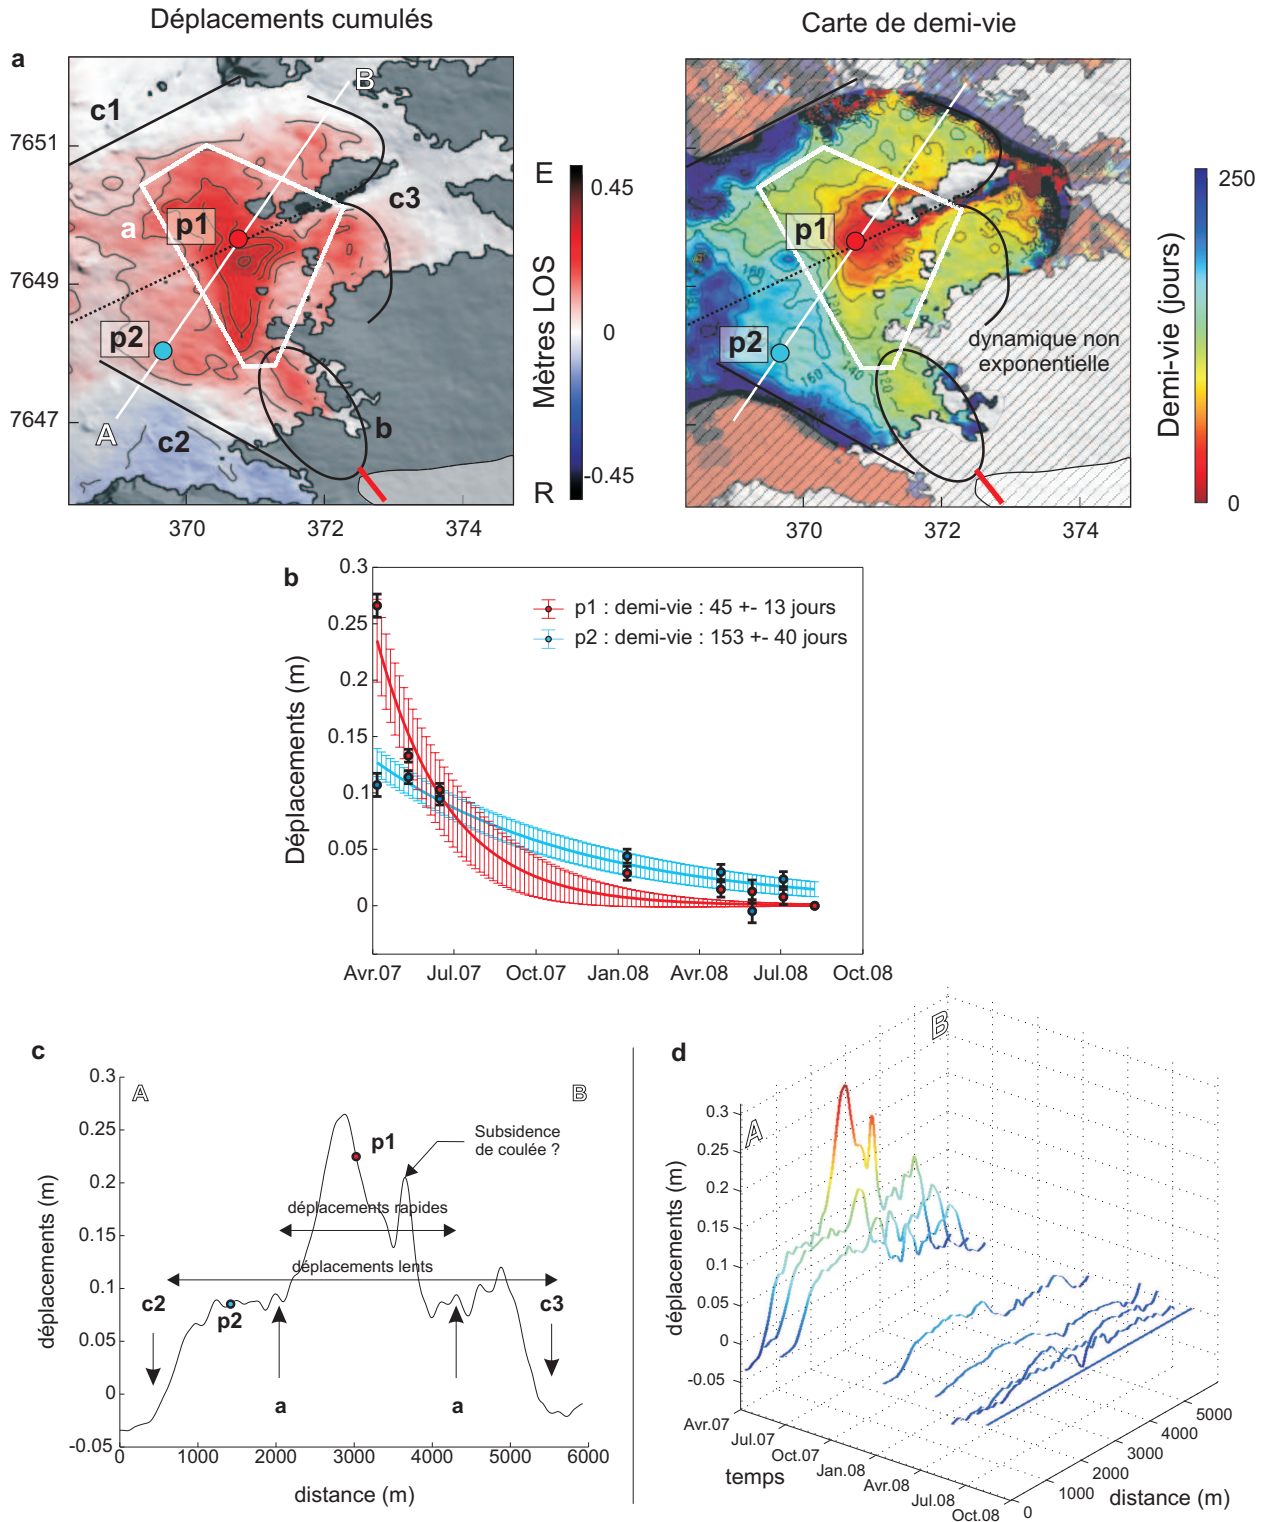 Déplacements cumulés
Carte de demi-vie
a
c1
B
7651
c3
a
p1
7649
p2
7647
A
c2
b
370
372
374
E
0.45
Mètres LOS
0
-0.45
R
p1
p2
dynamique non
exponentielle
160
160
140
120
370
372
374
250
Demi-vie (jours)
0
b
0.3
0.25
0.2
0.15
0.1
0.05
0
Déplacements (m)
p1 : demi-vie : 45 +- 13 jours
p2 : demi-vie : 153 +- 40 jours
Avr.07
Jul.07
Oct.07
Jan.08
Avr.08
Jul.08
Oct.08
c
0.3
0.25
0.2
0.15
0.1
0.05
0
-0.05
déplacements (m)
A
B
p1
Subsidence
de coulée ?
déplacements rapides
déplacements lents
c2
p2
c3
a
a
0
1000
2000
3000
4000
5000
6000
distance (m)
d
B
A
0.3
0.25
0.2
0.15
0.1
0.05
0
-0.05
déplacements (m)
Avr.07
Jul.07
Oct.07
Jan.08
Avr.08
Jul.08
Oct.08
temps
0
1000
2000
3000
4000
5000
distance (m)